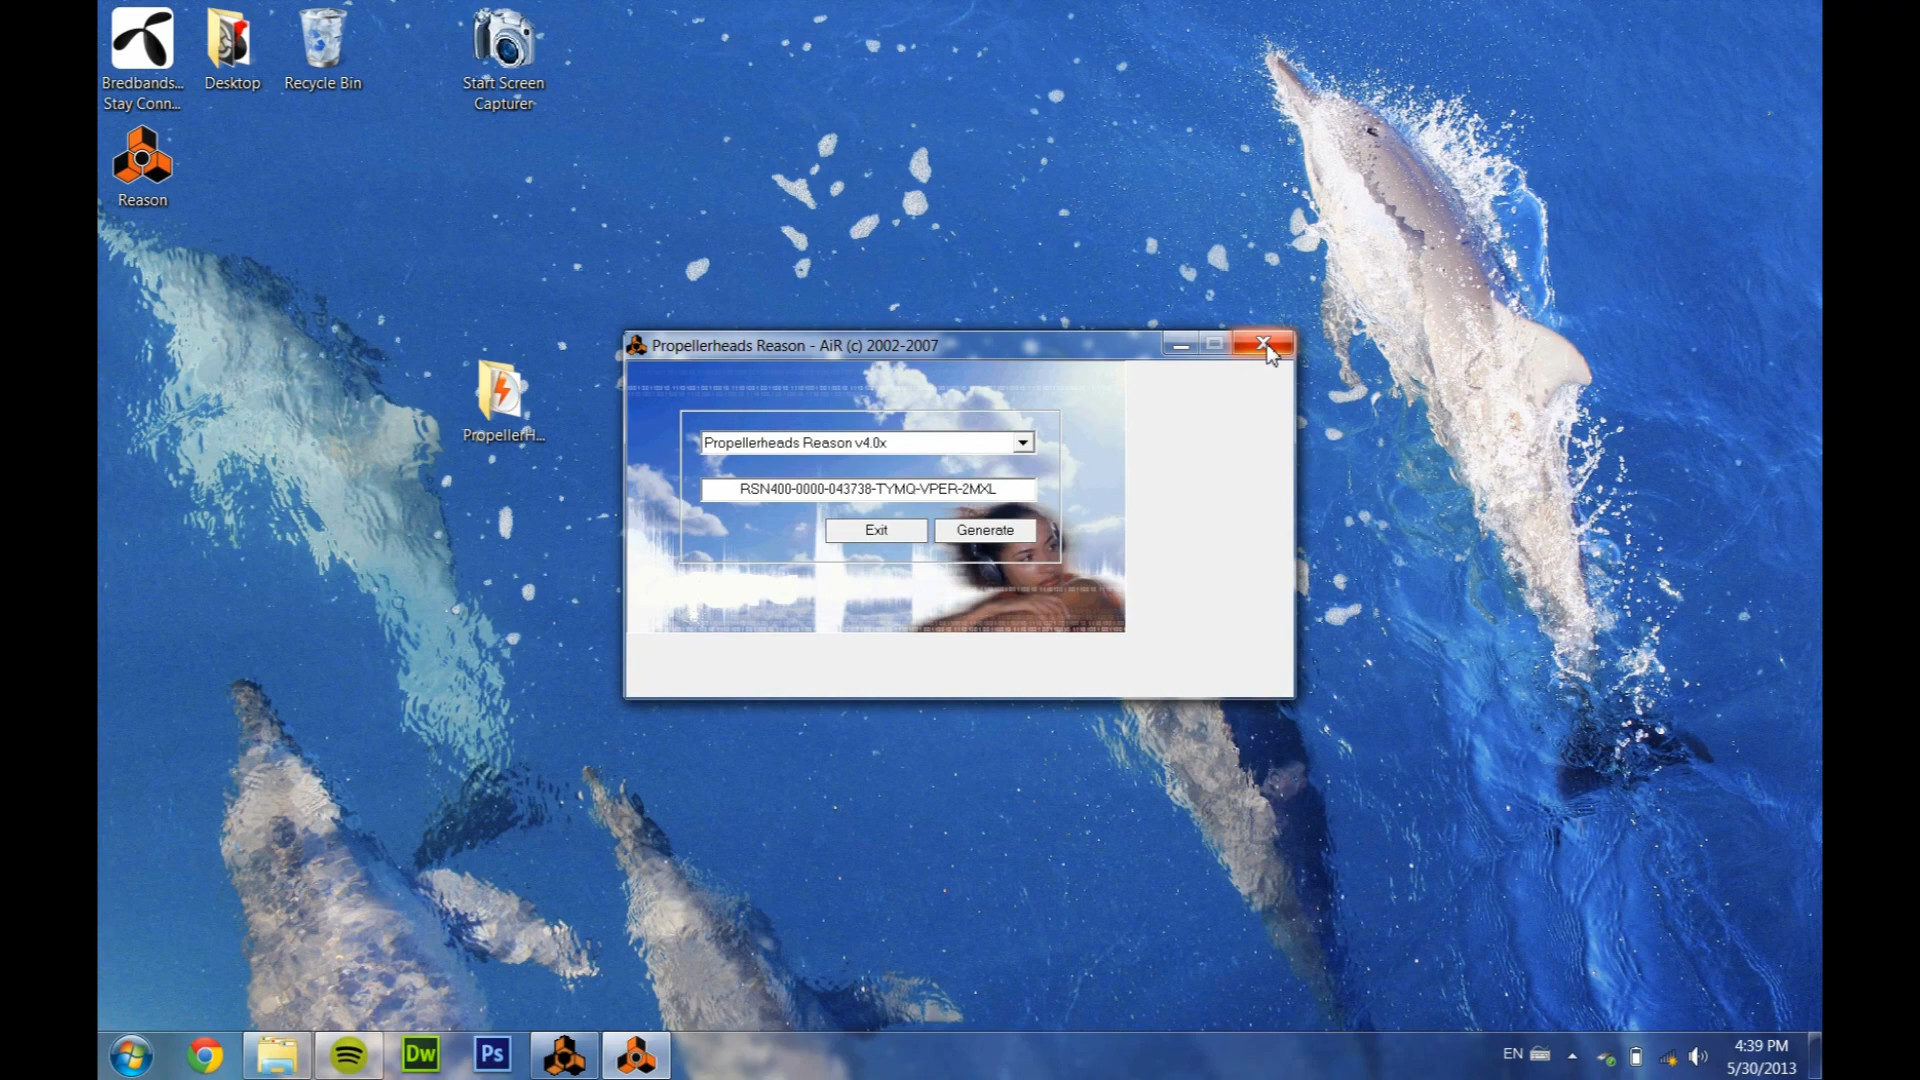 Bredbands...
Stay Conn...
Desktop
Recycle Bin
Start Screen
Capturer
Reason
PropellerH...
Propellerheads Reason - AiR (c) 2002-2007
Propellerheads Reason v4.0x
RSN400-0000-043738-TYMQ-VPER-2MXL
Exit
Generate
Dw
Ps
EN
4:39 PM
5/30/2013